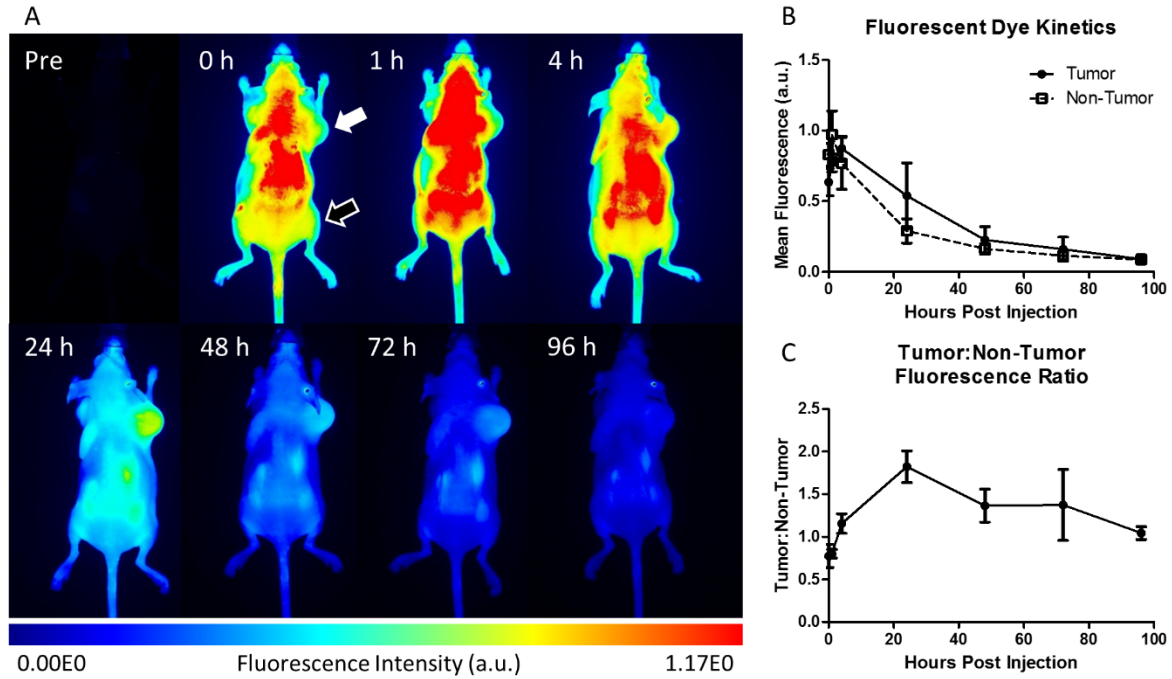 A
Pre
0 h
1 h
4 h
24 h
48 h
72 h
96 h
0.00E0
Fluorescence Intensity (a.u.)
1.17E0
B
Fluorescent Dye Kinetics
Mean Fluorescence (a.u.)
1.5
1.0
0.5
0.0
Tumor
Non-Tumor
0 20 40 60 80 100
Hours Post Injection
C
Tumor:Non-Tumor
Fluorescence Ratio
Tumor:Non-Tumor
2.5
2.0
1.5
1.0
0.5
0.0
0 20 40 60 80 100
Hours Post Injection